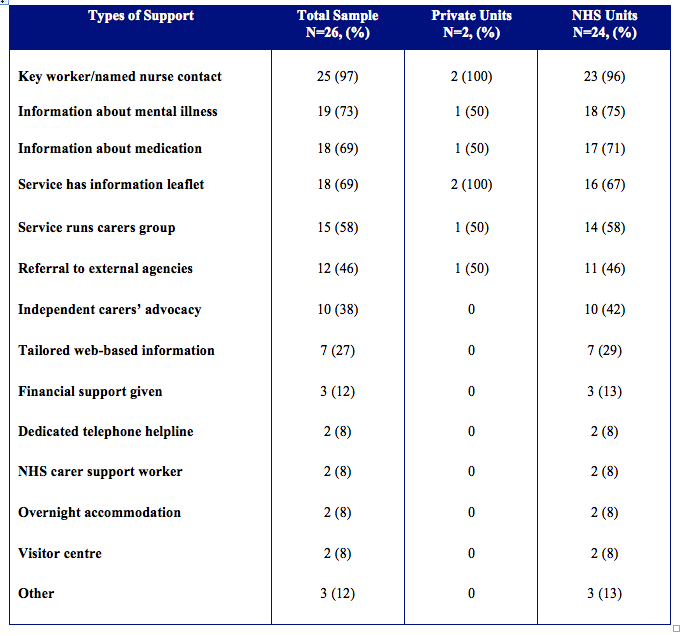 Types of Support Total Sample Private Units NHS Units
N=26, (%) N=2, (%) N=24, (%)
Key worker/named nurse contact 25 (97) 2 (100) 23 (96)
Information about mental illness 19 (73) 1 (50) 18 (75)
Information about medication 18 (69) 1 (50) 17 (71)
Service has information leaflet 18 (69) 2 (100) 16 (67)
Service runs carers group 15 (58) 1 (50) 14 (58)
Referral to external agencies 12 (46) 1 (50) 11 (46)
Independent carers’ advocacy 10 (38) 0 10 (42)
Tailored web-based information 7 (27) 0 7 (29)
Financial support given 3 (12) 0 3 (13)
Dedicated telephone helpline 2 (8) 0 2 (8)
NHS carer support worker 2 (8) 0 2 (8)
Overnight accommodation 2 (8) 0 2 (8)
Visitor centre 2 (8) 0 2 (8)
Other 3 (12) 0 3 (13)